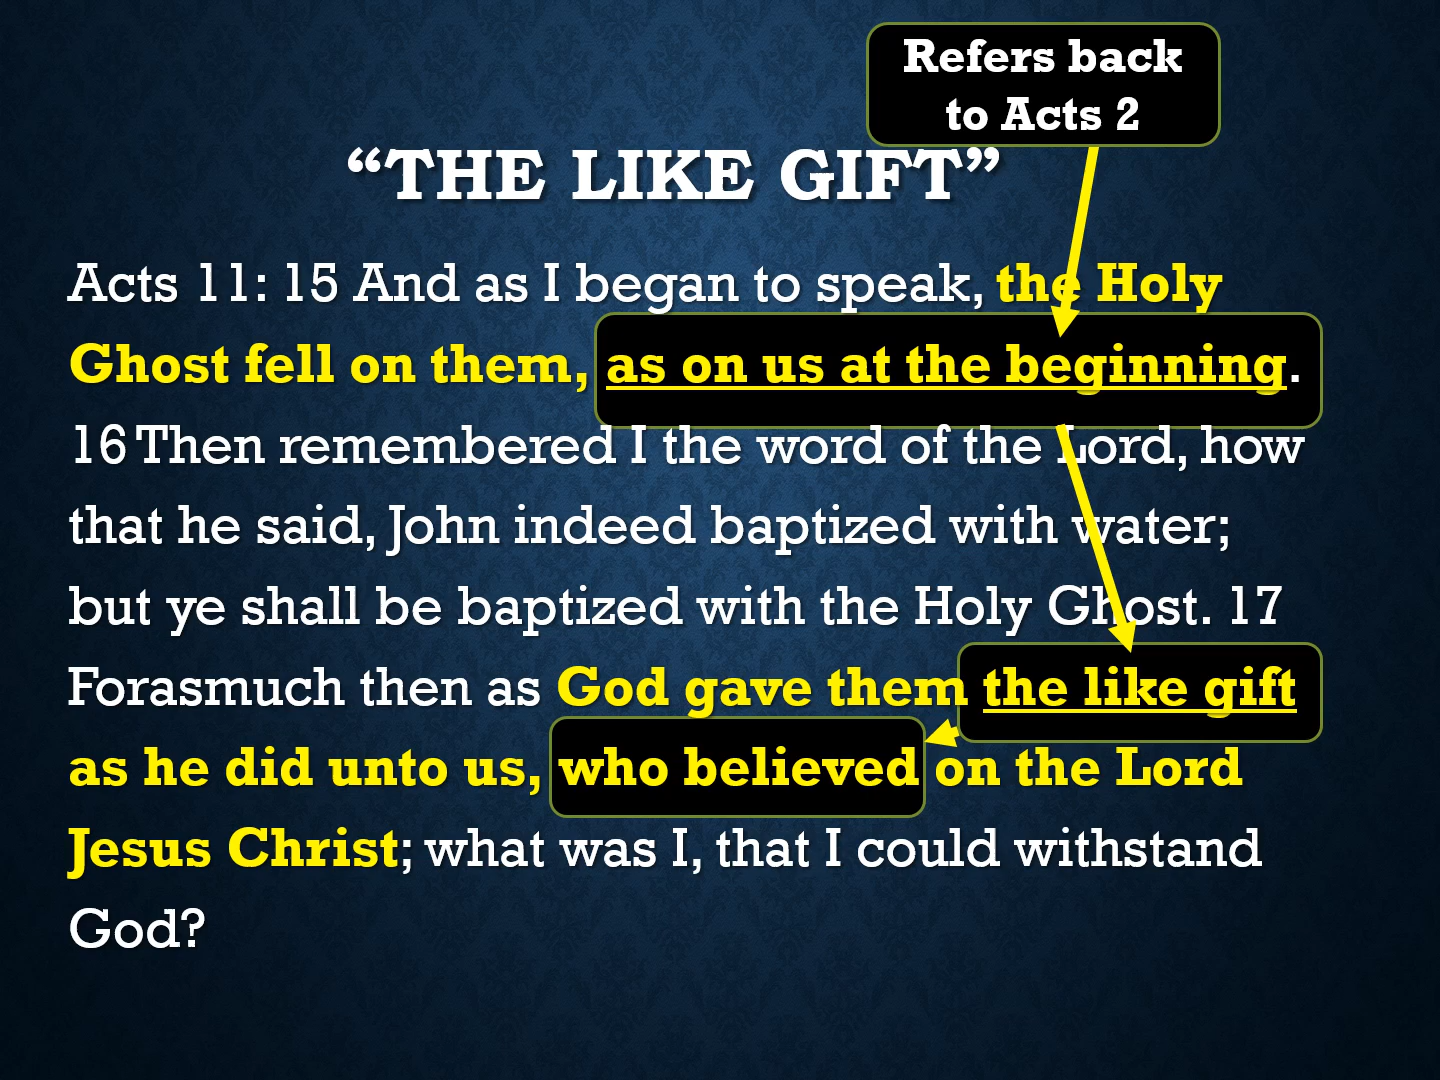 Refers back
to Acts 2
“THE LIKE GIFT”
Acts 11: 15 And as I began to speak, the Holy
Ghost fell on them, as on us at the beginning.
16 Then remembered I the word of the Lord, how
that he said, John indeed baptized with water;
but ye shall be baptized with the Holy Ghost. 17
Forasmuch then as God gave them the like gift
as he did unto us, who believed on the Lord
Jesus Christ; what was I, that I could withstand
God?